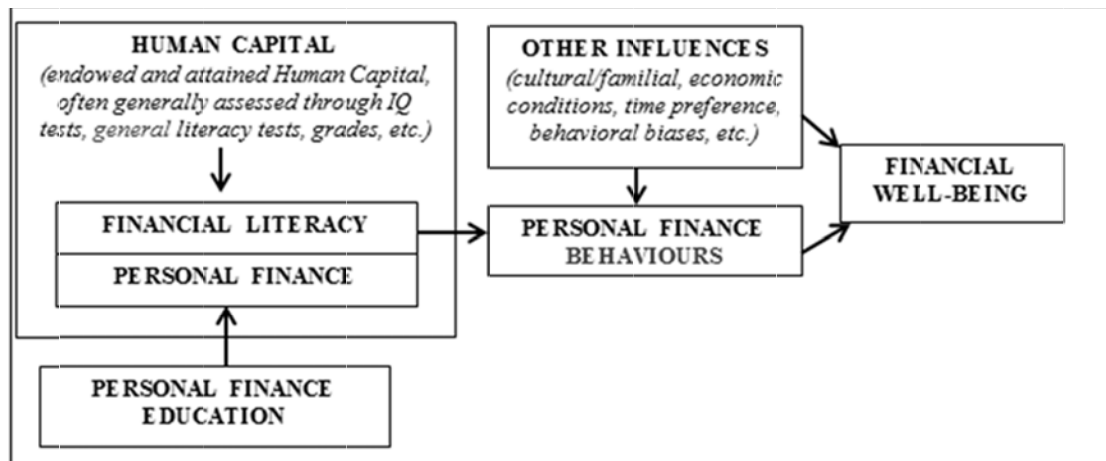 HUMAN CAPITAL
(endowed and attained Human Capital,
often generally assessed through IQ
tests, general literacy tests, grades, etc.)
FINANCIAL LITERACY
PERSONAL FINANCE
PERSONAL FINANCE
EDUCATION
OTHER INFLUENCES
(cultural/familial, economic
conditions, time preference,
behavioral biases, etc.)
PERSONAL FINANCE
BEHAVIOURS
FINANCIAL
WELL-BEING